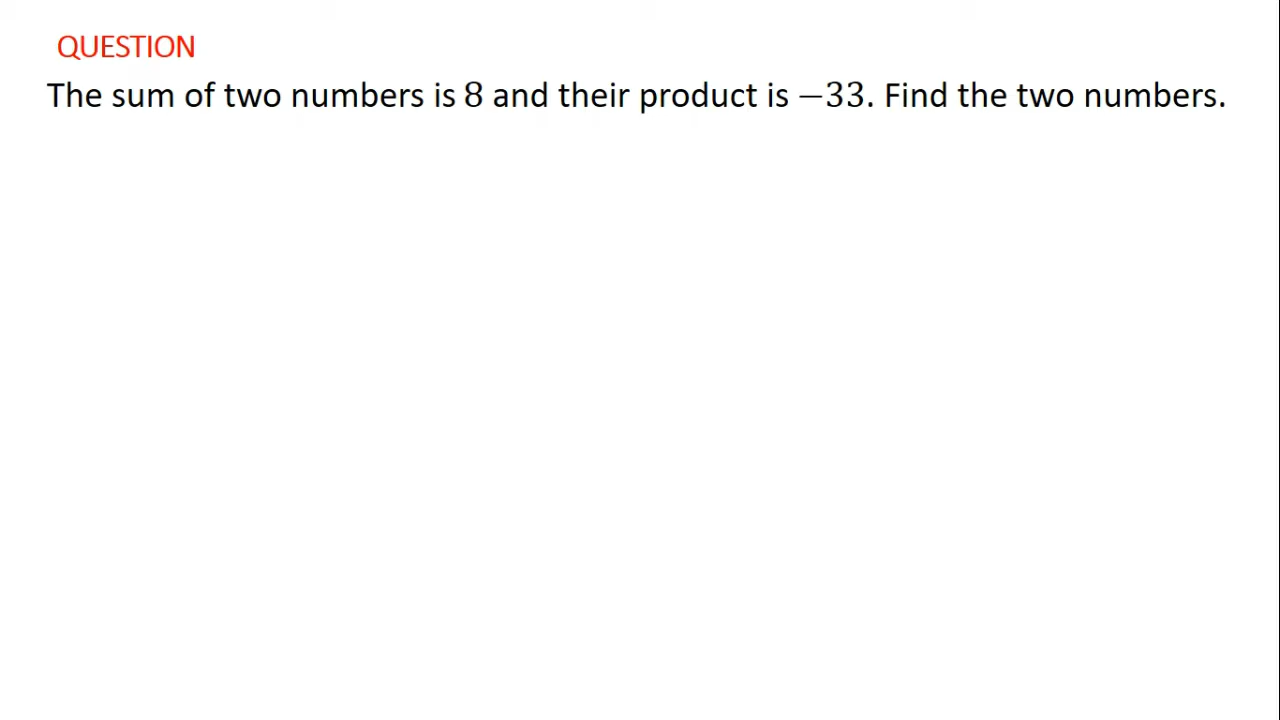 QUESTION
The sum of two numbers is 8 and their product is −33. Find the two numbers.